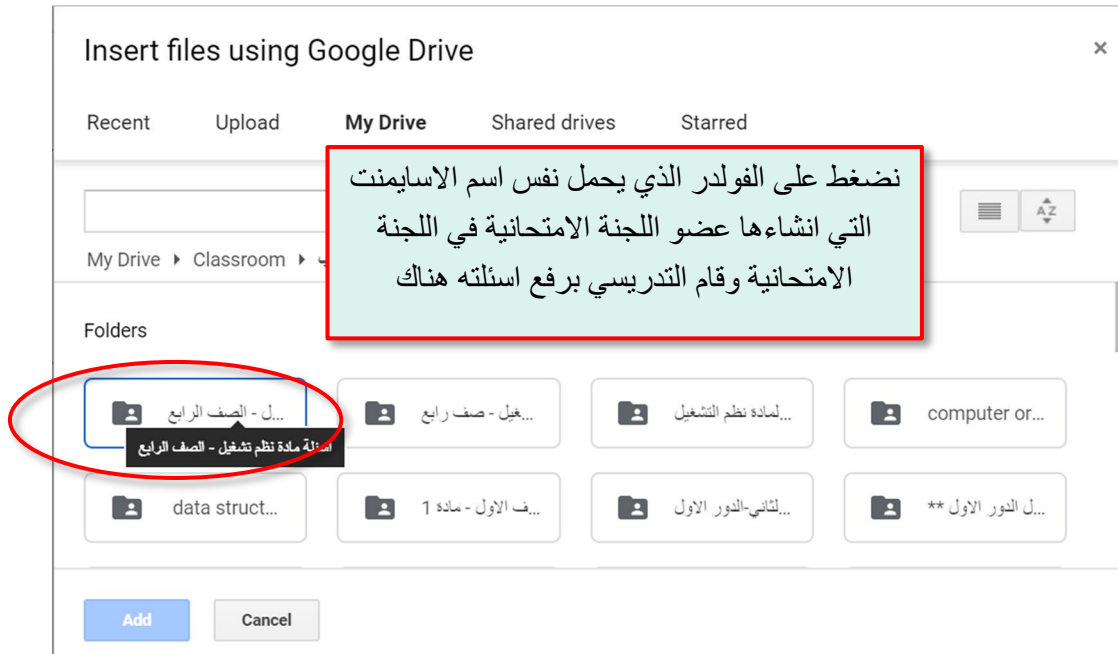 Insert files using Google Drive
×
Recent Upload My Drive Shared drives Starred
نضغط على الفولدر الذي يحمل نفس اسم الاسايمنت
التي انشاءها عضو اللجنة الامتحانية في اللجنة
الامتحانية وقام التدريسي برفع اسئلته هناك
AZ
My Drive Classroom
Folders
...ل - الصف الرابع
...غيل - صف رابع
...لمادة نظم التشغيل
computer or...
اسئلة مادة نظم تشغيل - الصف الرابع
data struct...
...ف الاول - مادة 1
...لثاني-الدور الاول
...ل الدور الاول **
Add Cancel